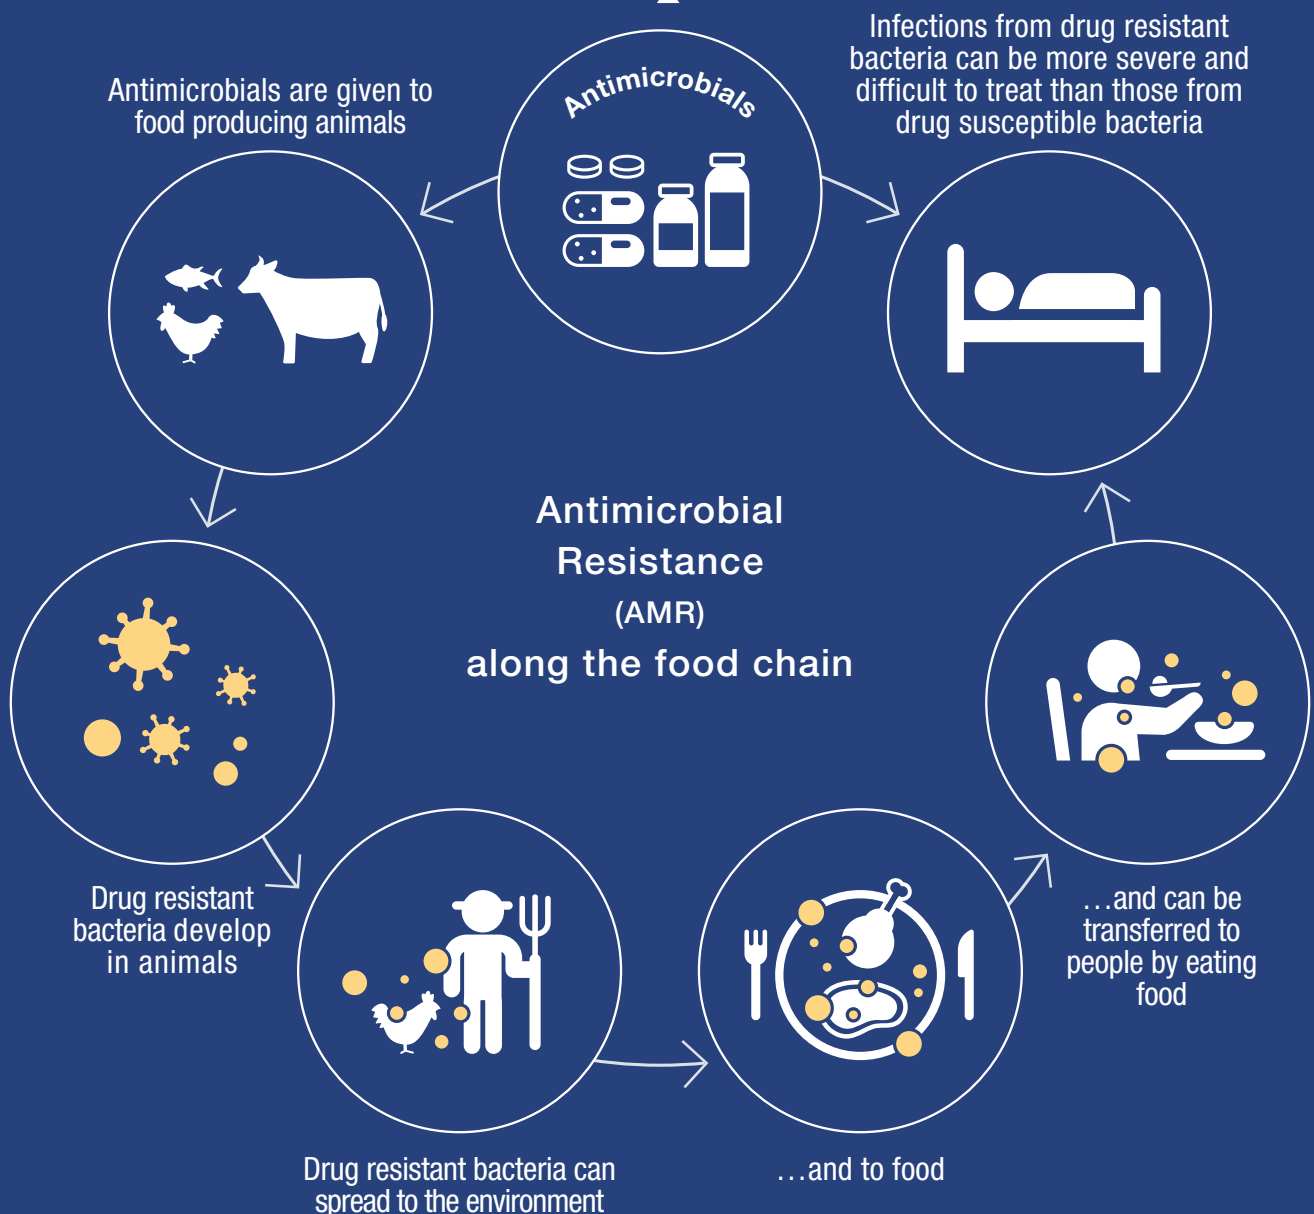 Antimicrobials
Antimicrobials are given to
food producing animals
Drug resistant
bacteria develop
in animals
Drug resistant bacteria can
spread to the environment
…and to food
…and can be
transferred to
people by eating
food
Infections from drug resistant
bacteria can be more severe and
difficult to treat than those from
drug susceptible bacteria
Antimicrobial
Resistance
(AMR)
along the food chain